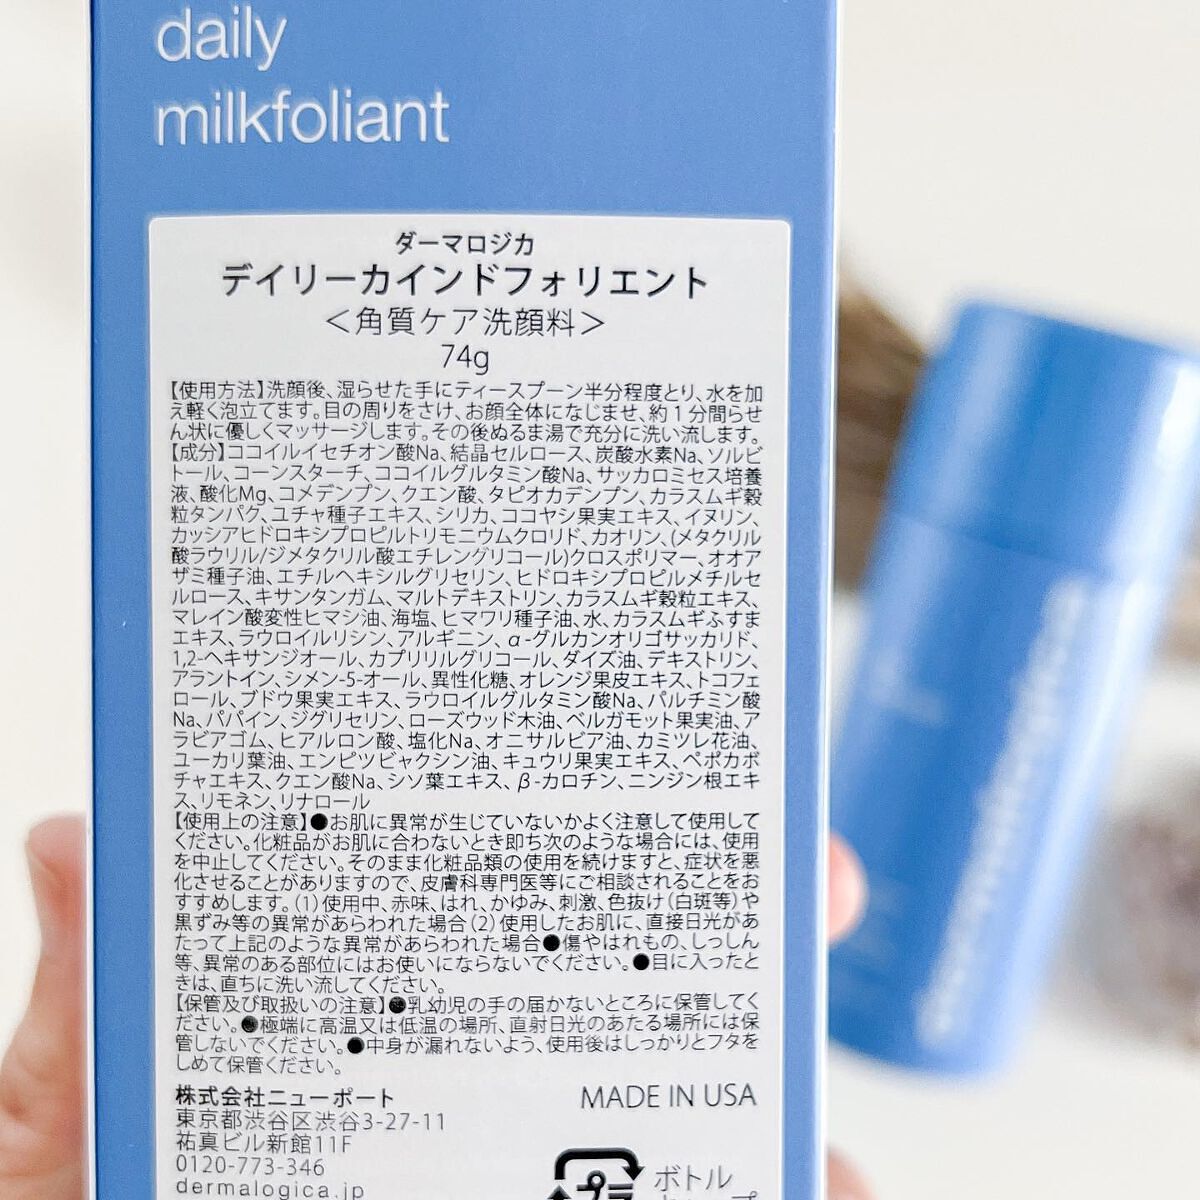 daily
milkfoliant
ダーマロジカ
デイリーカインドフォリエント
＜角質ケア洗顔料＞
74g
【使用方法】洗顔後、湿らせた手にティースプーン半分程度とり、水を加
え軽く泡立てます。目の周りをさけ、お顔全体になじませ、約１分間らせ
ん状に優しくマッサージします。その後ぬるま湯で充分に洗い流します。
【成分】ココイルイセチオン酸Na、結晶セルロース、炭酸水素Na、ソルビ
トール、コーンスターチ、ココイルグルタミン酸Na、サッカロミセス培養
液、酸化Mg、コメデンプン、クエン酸、タピオカデンプン、カラスムギ穀
粒タンパク、ユチャ種子エキス、シリカ、ココヤシ果実エキス、イヌリン、
カッシアヒドロキシプロピルトリモニウムクロリド、カオリン、(メタクリル
酸ラウリル/ジメタクリル酸エチレングリコール)クロスポリマー、オオア
ザミ種子油、エチルヘキシルグリセリン、ヒドロキシプロピルメチルセ
ルロース、キサンタンガム、マルトデキストリン、カラスムギ穀粒エキス、
マレイン酸変性ヒマシ油、海塩、ヒマワリ種子油、水、カラスムギふすま
エキス、ラウロイルリシン、アルギニン、α-グルカンオリゴサッカリド、
1,2-ヘキサンジオール、カプリリルグリコール、ダイズ油、デキストリン、
アラントイン、シメン-5-オール、異性化糖、オレンジ果皮エキス、トコフェ
ロール、ブドウ果実エキス、ラウロイルグルタミン酸Na、パルチミン酸
Na、パパイン、ジグリセリン、ローズウッド木油、ベルガモット果実油、ア
ラビアゴム、ヒアルロン酸、塩化Na、オニサルビア油、カミツレ花油、
ユーカリ葉油、エンピツビャクシン油、キュウリ果実エキス、ペポカボ
チャエキス、クエン酸Na、シソ葉エキス、β-カロチン、ニンジン根エキ
ス、リモネン、リナロール
【使用上の注意】●お肌に異常が生じていないかよく注意して使用して
ください。化粧品がお肌に合わないとき即ち次のような場合には、使用
を中止してください。そのまま化粧品類の使用を続けますと、症状を悪
化させることがありますので、皮膚科専門医等にご相談されることをお
すすめします。(1)使用中、赤味、はれ、かゆみ、刺激、色抜け(白斑等)や
黒ずみ等の異常があらわれた場合(2)使用したお肌に、直接日光があ
たって上記のような異常があらわれた場合●傷やはれもの、しっしん
等、異常のある部位にはお使いにならないでください。●目に入ったと
きは、直ちに洗い流してください。
【保管及び取扱いの注意】●乳幼児の手の届かないところに保管してく
ださい。●極端に高温又は低温の場所、直射日光のあたる場所には保
管しないでください。●中身が漏れないよう、使用後はしっかりとフタを
しめて保管ください。
株式会社ニューポート
MADE IN USA
東京都渋谷区渋谷3-27-11
祐真ビル新館11F
0120-773-346
dermalogica.jp
プラ
ボトル